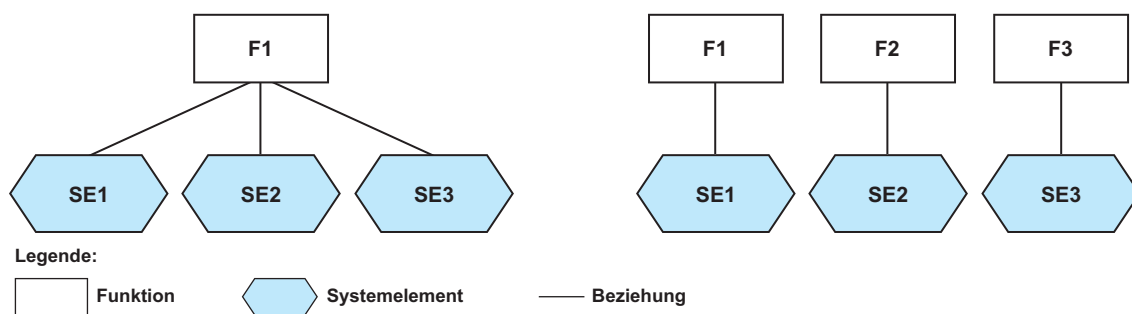 F1 F1 F2 F3
SE1 SE2 SE3 SE1 SE2 SE3
Legende:
Funktion Systemelement Beziehung